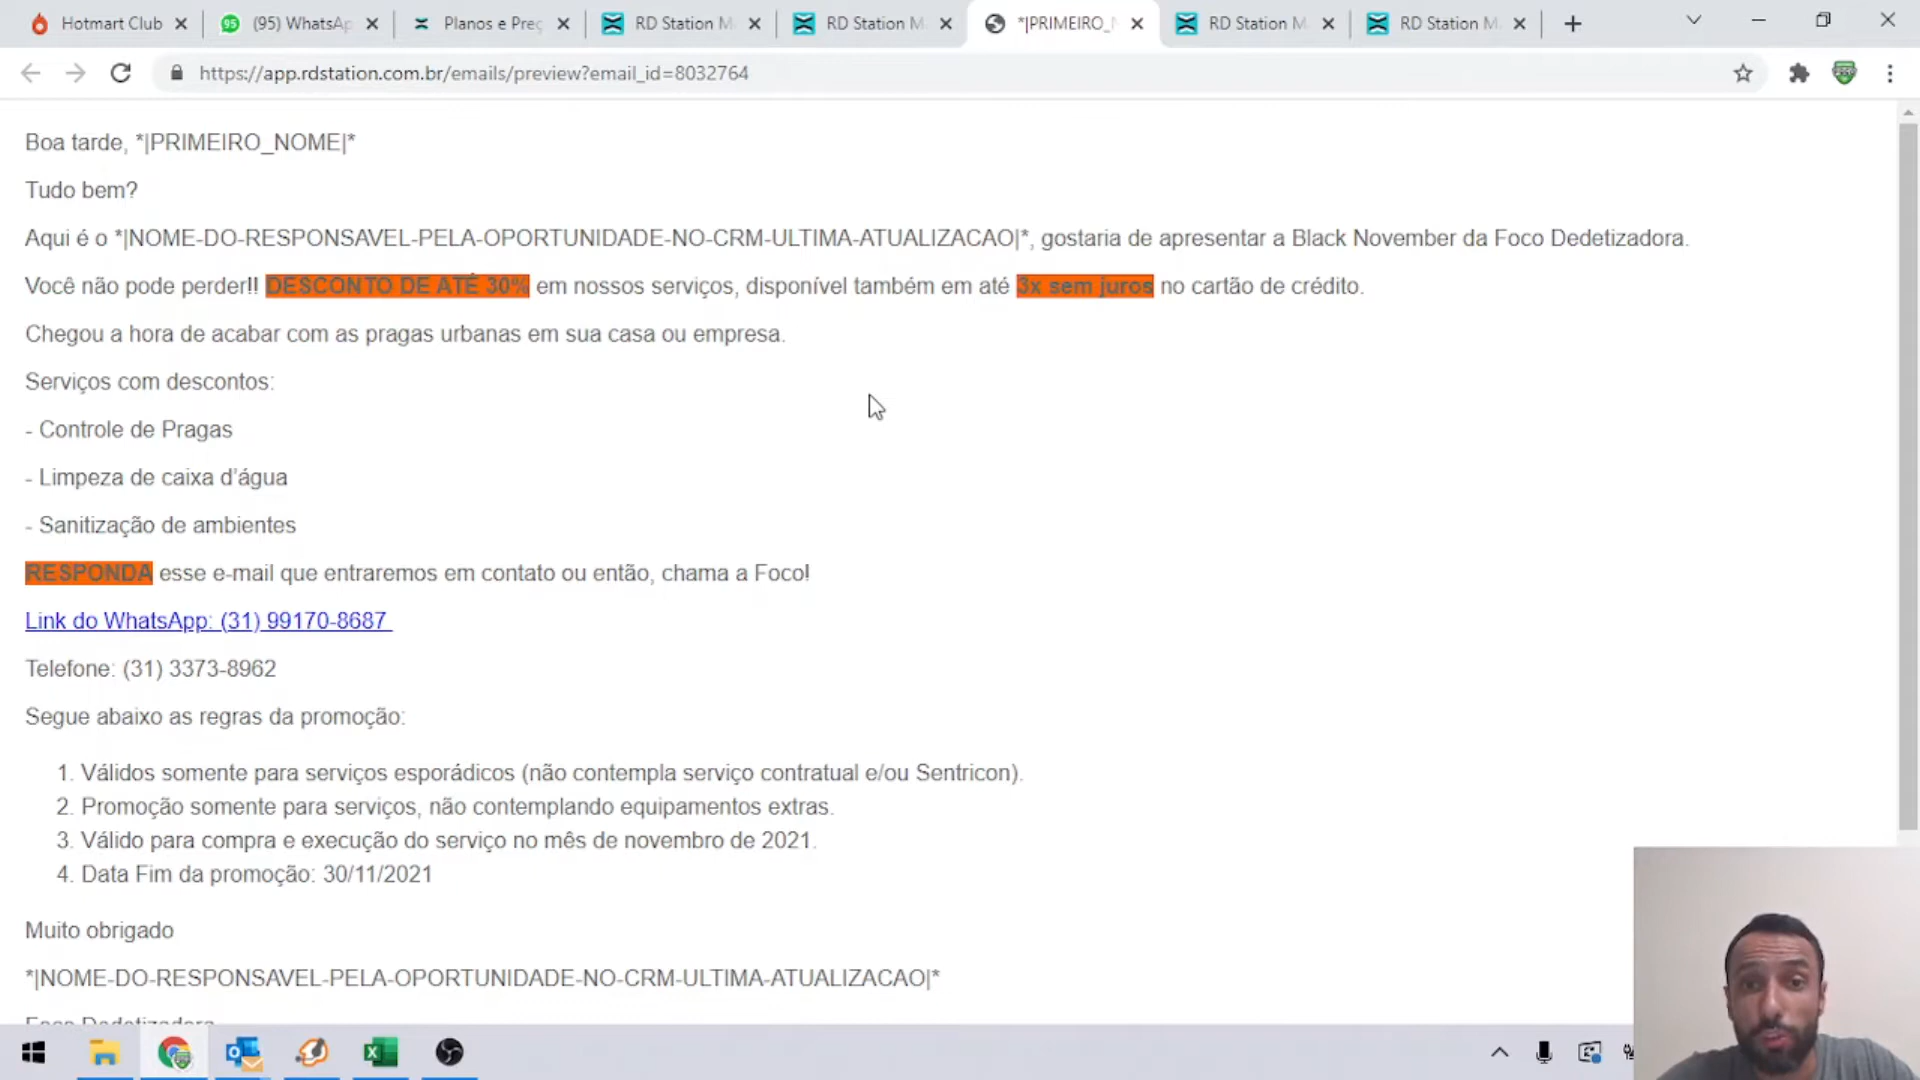 Hotmart Club
(95) WhatsAp
Planos e Preç
RD Station M
RD Station M
*|PRIMEIRO_N
RD Station M
RD Station M
https://app.rdstation.com.br/emails/preview?email_id=8032764
Boa tarde, *|PRIMEIRO_NOME|*
Tudo bem?
Aqui é o *|NOME-DO-RESPONSAVEL-PELA-OPORTUNIDADE-NO-CRM-ULTIMA-ATUALIZACAO|*, gostaria de apresentar a Black November da Foco Dedetizadora.
Você não pode perder!! DESCONTO DE ATÉ 30% em nossos serviços, disponível também em até 3x sem juros no cartão de crédito.
Chegou a hora de acabar com as pragas urbanas em sua casa ou empresa.
Serviços com descontos:
- Controle de Pragas
- Limpeza de caixa d'água
- Sanitização de ambientes
RESPONDA esse e-mail que entraremos em contato ou então, chama a Foco!
Link do WhatsApp: (31) 99170-8687
Telefone: (31) 3373-8962
Segue abaixo as regras da promoção:
1. Válidos somente para serviços esporádicos (não contempla serviço contratual e/ou Sentricon).
2. Promoção somente para serviços, não contemplando equipamentos extras.
3. Válido para compra e execução do serviço no mês de novembro de 2021.
4. Data Fim da promoção: 30/11/2021
Muito obrigado
*|NOME-DO-RESPONSAVEL-PELA-OPORTUNIDADE-NO-CRM-ULTIMA-ATUALIZACAO|*
Foco Dedetizadora